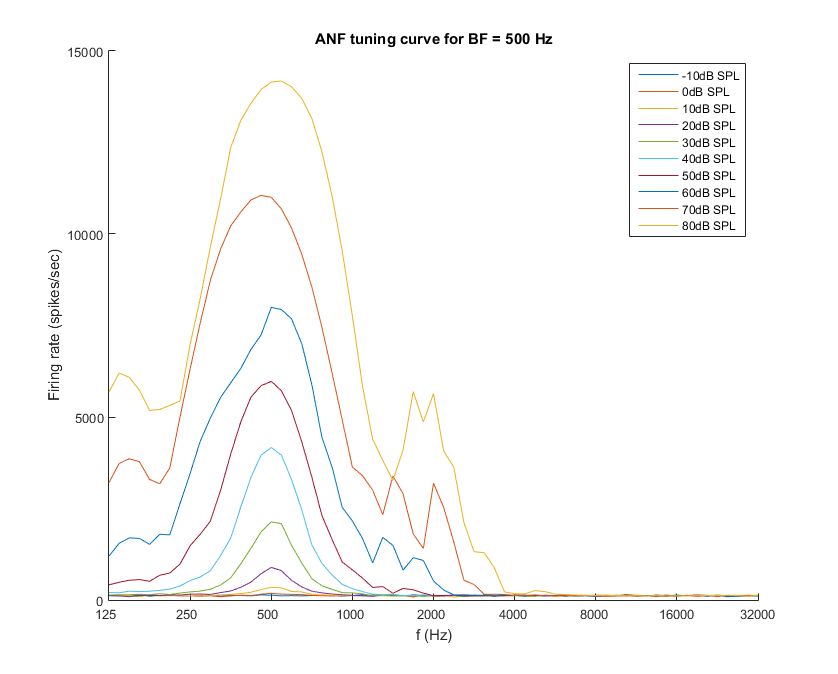 ANF tuning curve for BF = 500 Hz
15000
10000
5000
0
Firing rate (spikes/sec)
125 250 500 1000 2000 4000 8000 16000 32000
f (Hz)
-10dB SPL
0dB SPL
10dB SPL
20dB SPL
30dB SPL
40dB SPL
50dB SPL
60dB SPL
70dB SPL
80dB SPL